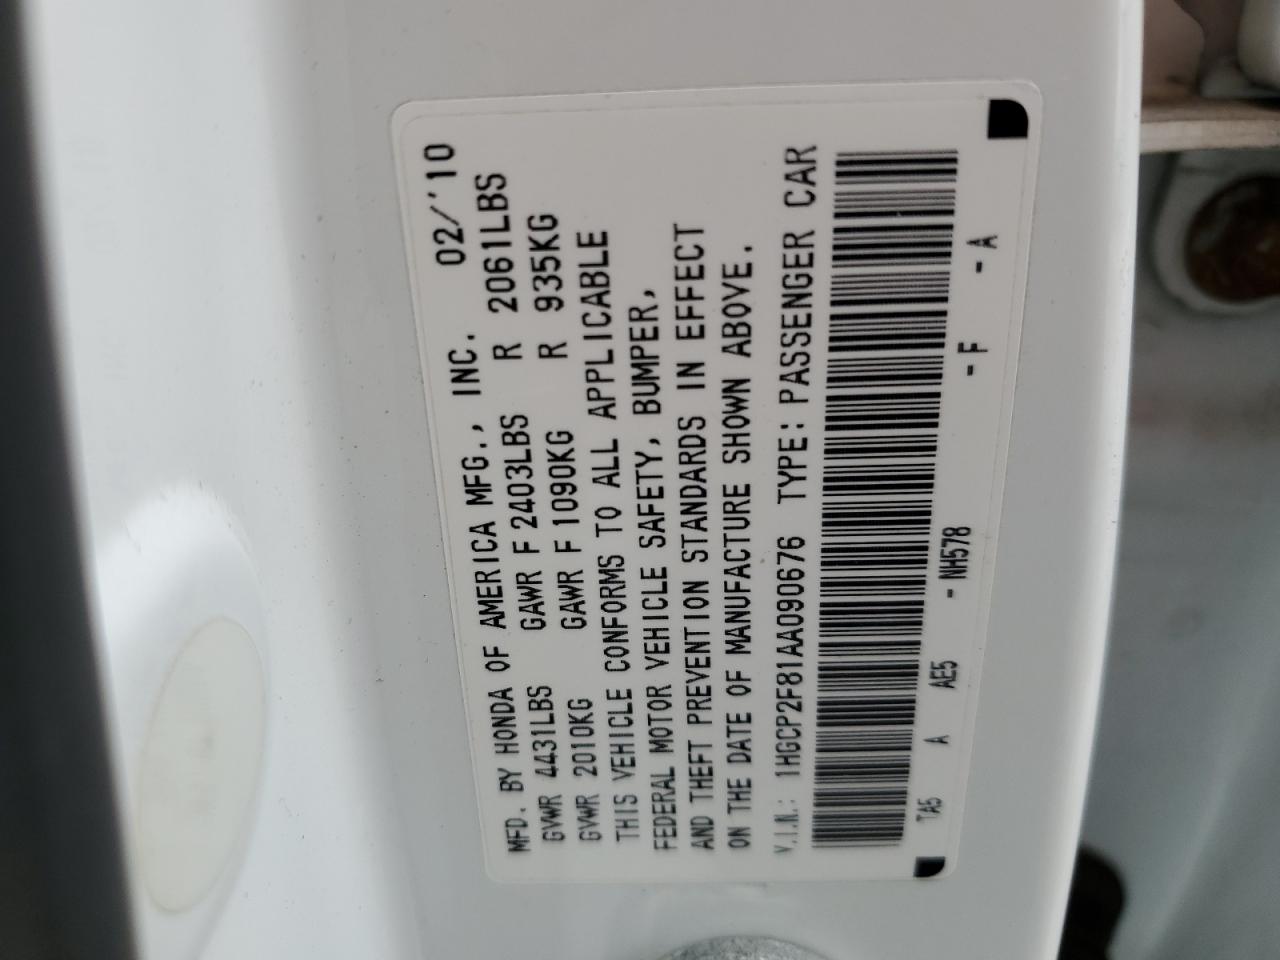 MFD. BY HONDA OF AMERICA MFG., INC. 02/'10
GVWR 4431LBS GAWR F 2403LBS R 2061LBS
GVWR 2010KG GAWR F 1090KG R 935KG
THIS VEHICLE CONFORMS TO ALL APPLICABLE
FEDERAL MOTOR VEHICLE SAFETY, BUMPER,
AND THEFT PREVENTION STANDARDS IN EFFECT
ON THE DATE OF MANUFACTURE SHOWN ABOVE.
V.I.N.: 1HGCP2F81AA090676 TYPE: PASSENGER CAR
TA5 A AE5 - NH578 - F - A